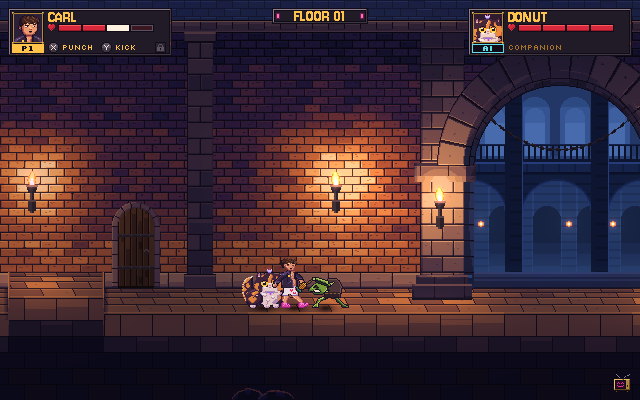 CARL
P1
X PUNCH Y KICK
FLOOR 01
DONUT
AI
COMPANION